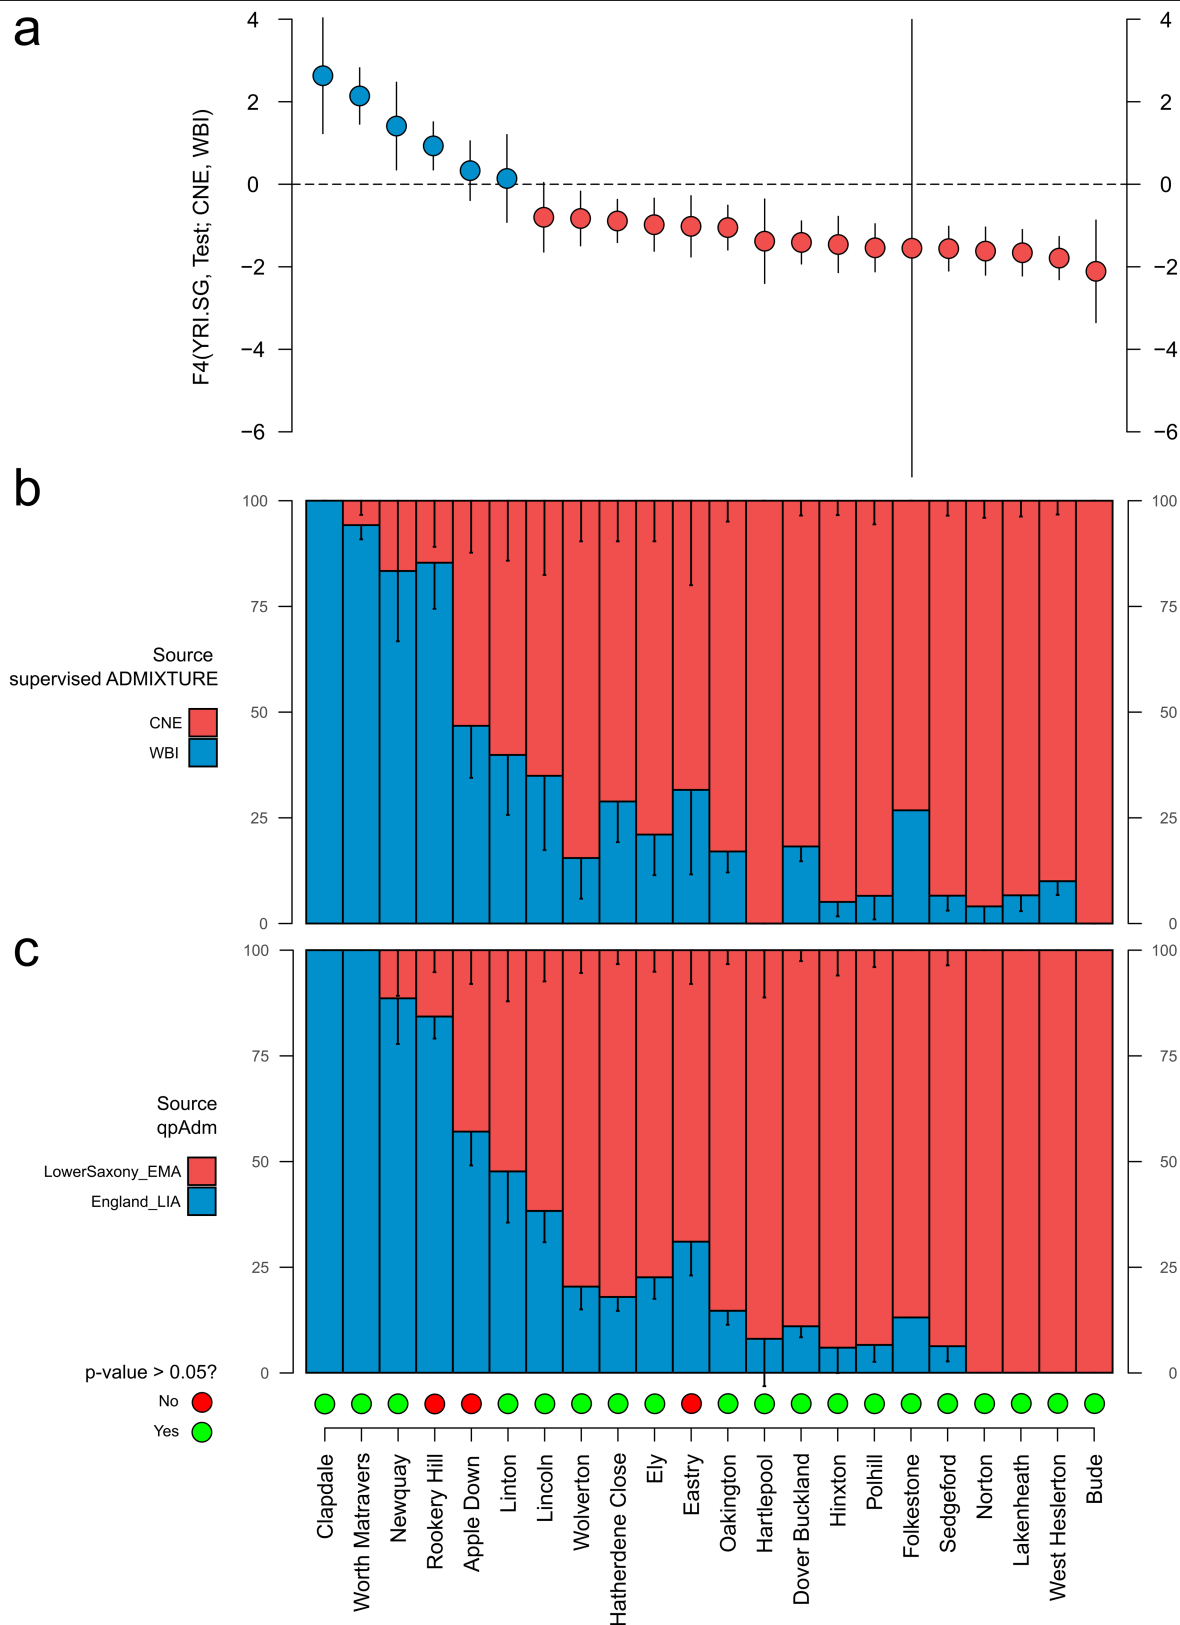 a
4
2
0
−2
−4
−6
F4(YRI.SG, Test; CNE, WBI)
4
2
0
−2
−4
−6
b
100
75
50
25
0
Source
supervised ADMIXTURE
CNE
WBI
100
75
50
25
0
c
100
75
50
25
0
Source
qpAdm
LowerSaxony_EMA
England_LIA
100
75
50
25
0
p-value > 0.05?
No
Yes
Clapdale
Worth Matravers
Newquay
Rookery Hill
Apple Down
Linton
Lincoln
Wolverton
Hatherdene Close
Ely
Eastry
Oakington
Hartlepool
Dover Buckland
Hinxton
Polhill
Folkestone
Sedgeford
Norton
Lakenheath
West Heslerton
Bude